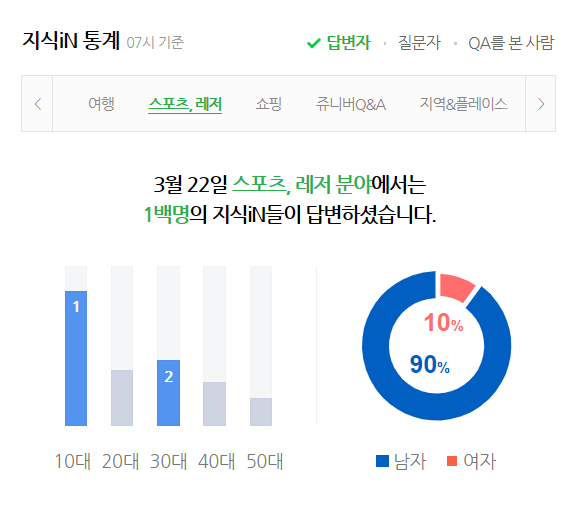 지식iN 통계 07시 기준
답변자 · 질문자 · QA를 본 사람
여행 스포츠, 레저 쇼핑 쥬니버Q&A 지역&플레이스
3월 22일 스포츠, 레저 분야에서는
1백명의 지식iN들이 답변하셨습니다.
1
2
10%
90%
10대 20대 30대 40대 50대
남자 여자